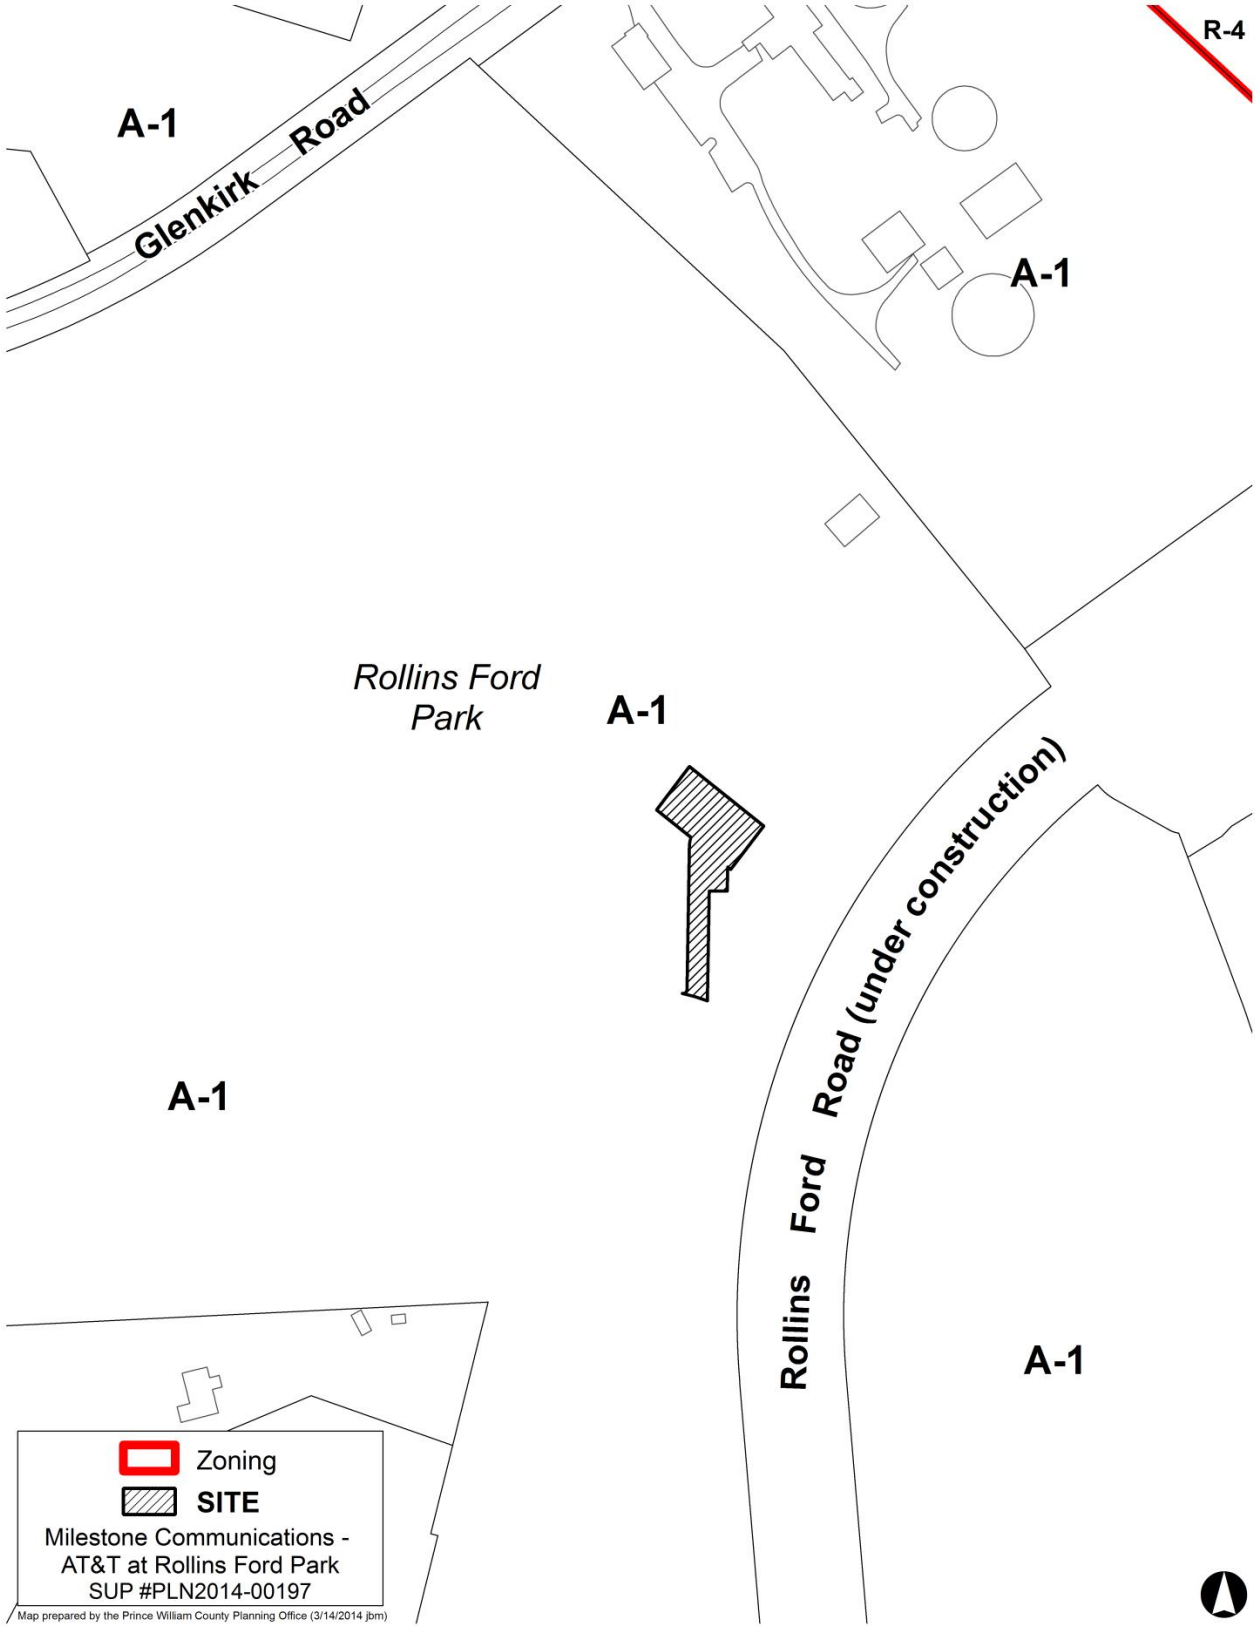 R-4
A-1
Glenkirk Road
A-1
Rollins Ford
Park
A-1
Rollins Ford Road (under construction)
A-1
A-1
Zoning
SITE
Milestone Communications -
AT&T at Rollins Ford Park
SUP #PLN2014-00197
Map prepared by the Prince William County Planning Office (3/14/2014 jbm)